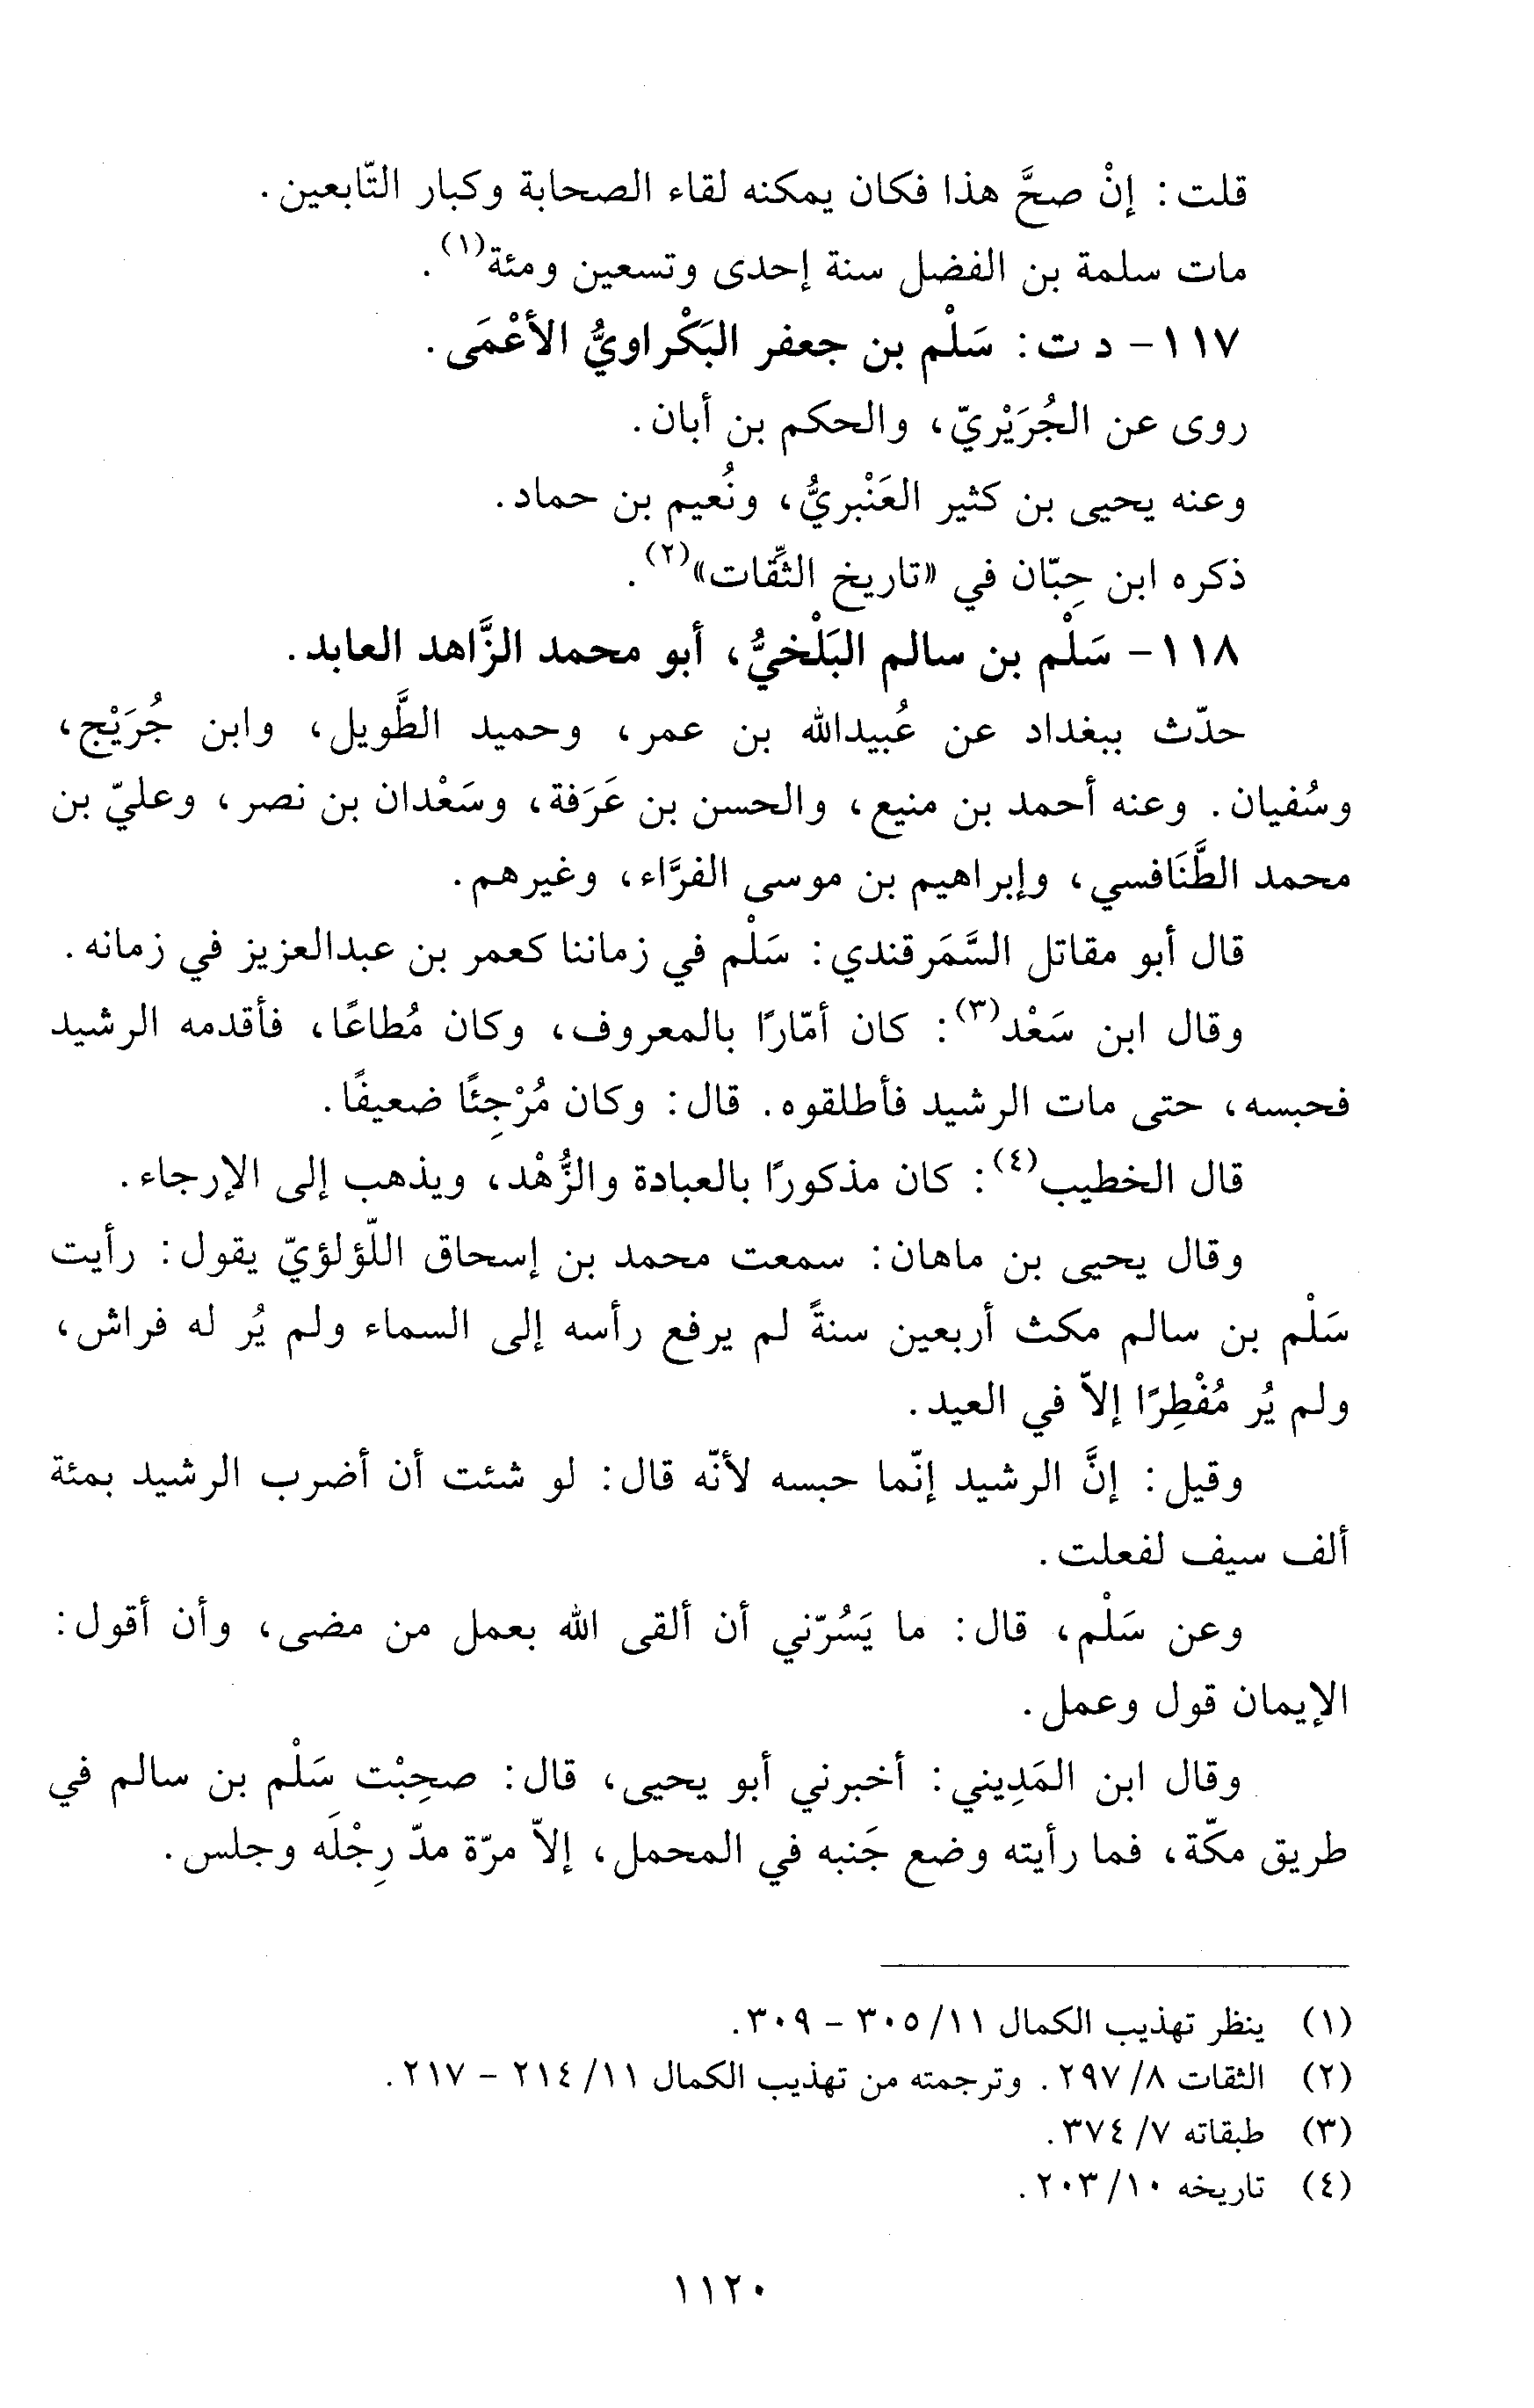 قلت: إنْ صحَّ هذا فكان يمكنه لقاء الصحابة وكبار التّابعين.
مات سلمة بن الفضل سنة إحدى وتسعين ومئة(١).
١١٧- د ت: سَلْم بن جعفر البَكْراويُّ الأعْمَى.
روى عن الجُرَيْريّ، والحكم بن أبان.
وعنه يحيى بن كثير العَنْبريُّ، ونُعيم بن حماد.
ذكره ابن حِبّان في «تاريخ الثِّقات»(٢).
١١٨- سَلْم بن سالم البَلْخيُّ، أبو محمد الزَّاهد العابد.
حدّث ببغداد عن عُبيدالله بن عمر، وحميد الطَّويل، وابن جُرَيْج،
وسُفيان. وعنه أحمد بن منيع، والحسن بن عَرَفة، وسَعْدان بن نصر، وعليّ بن
محمد الطَّنَافسي، وإبراهيم بن موسى الفرَّاء، وغيرهم.
قال أبو مقاتل السَّمَرقندي: سَلْم في زماننا كعمر بن عبدالعزيز في زمانه.
وقال ابن سَعْد(٣): كان أمّارًا بالمعروف، وكان مُطاعًا، فأقدمه الرشيد
فحبسه، حتى مات الرشيد فأطلقوه. قال: وكان مُرْجِئًا ضعيفًا.
قال الخطيب(٤): كان مذكورًا بالعبادة والزُّهْد، ويذهب إلى الإرجاء.
وقال يحيى بن ماهان: سمعت محمد بن إسحاق اللّؤلؤيّ يقول: رأيت
سَلْم بن سالم مكث أربعين سنةً لم يرفع رأسه إلى السماء ولم يُر له فراش،
ولم يُر مُفْطِرًا إلاّ في العيد.
وقيل: إنَّ الرشيد إنّما حبسه لأنّه قال: لو شئت أن أضرب الرشيد بمئة
ألف سيف لفعلت.
وعن سَلْم، قال: ما يَسُرّني أن ألقى الله بعمل من مضى، وأن أقول:
الإيمان قول وعمل.
وقال ابن المَدِيني: أخبرني أبو يحيى، قال: صحِبْت سَلْم بن سالم في
طريق مكّة، فما رأيته وضع جَنبه في المحمل، إلاّ مرّة مدّ رِجْلَه وجلس.
(١) ينظر تهذيب الكمال ١١/ ٣٠٥ - ٣٠٩.
(٢) الثقات ٨/ ٢٩٧. وترجمته من تهذيب الكمال ١١/ ٢١٤ - ٢١٧.
(٣) طبقاته ٧/ ٣٧٤.
(٤) تاريخه ١٠/ ٢٠٣.
١١٢٠